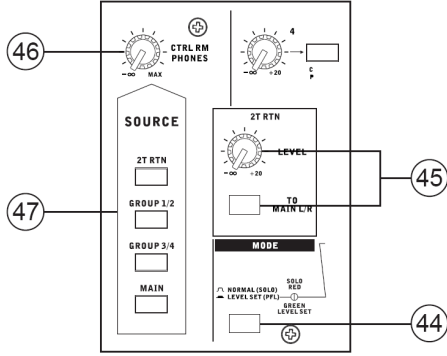 46
CTRL RM
PHONES
-∞ MAX
4
-∞ +20
C
P
SOURCE
2T RTN
GROUP 1/2
GROUP 3/4
MAIN
47
2T RTN
LEVEL
-∞ +20
TO
MAIN L/R
45
MODE
SOLO
RED
NORMAL (SOLO)
LEVEL SET (PFL)
GREEN
LEVEL SET
44